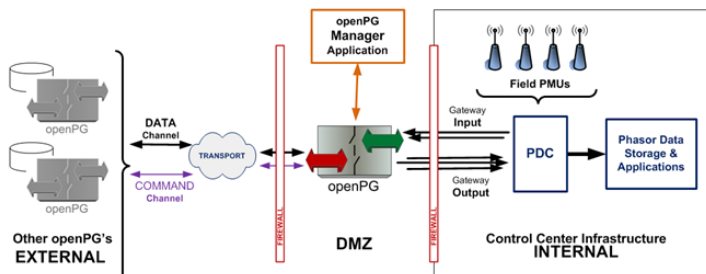 openPG
Manager
Application
Field PMUs
openPG
DATA
Channel
TRANSPORT
COMMAND
Channel
openPG
FIREWALL
openPG
FIREWALL
Gateway
Input
Gateway
Output
PDC
Phasor Data
Storage &
Applications
Other openPG's
EXTERNAL
DMZ
Control Center Infrastructure
INTERNAL